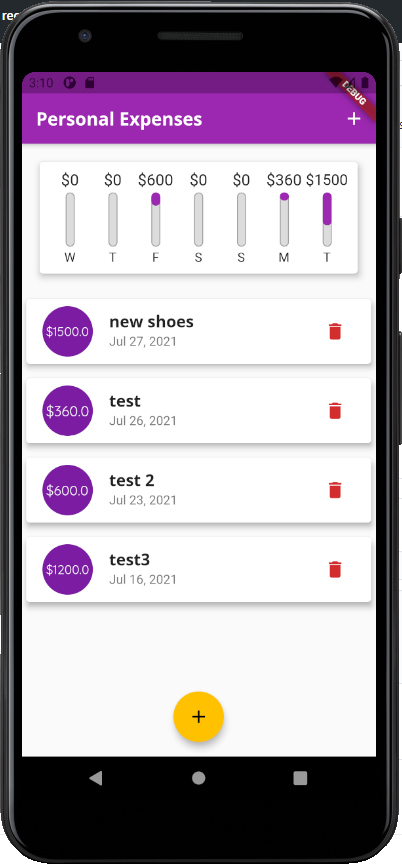 rec
3:10
DEBUG
Personal Expenses
$0 $0 $600 $0 $0 $360 $1500
W T F S S M T
$1500.0 new shoes
Jul 27, 2021
$360.0 test
Jul 26, 2021
$600.0 test 2
Jul 23, 2021
$1200.0 test3
Jul 16, 2021